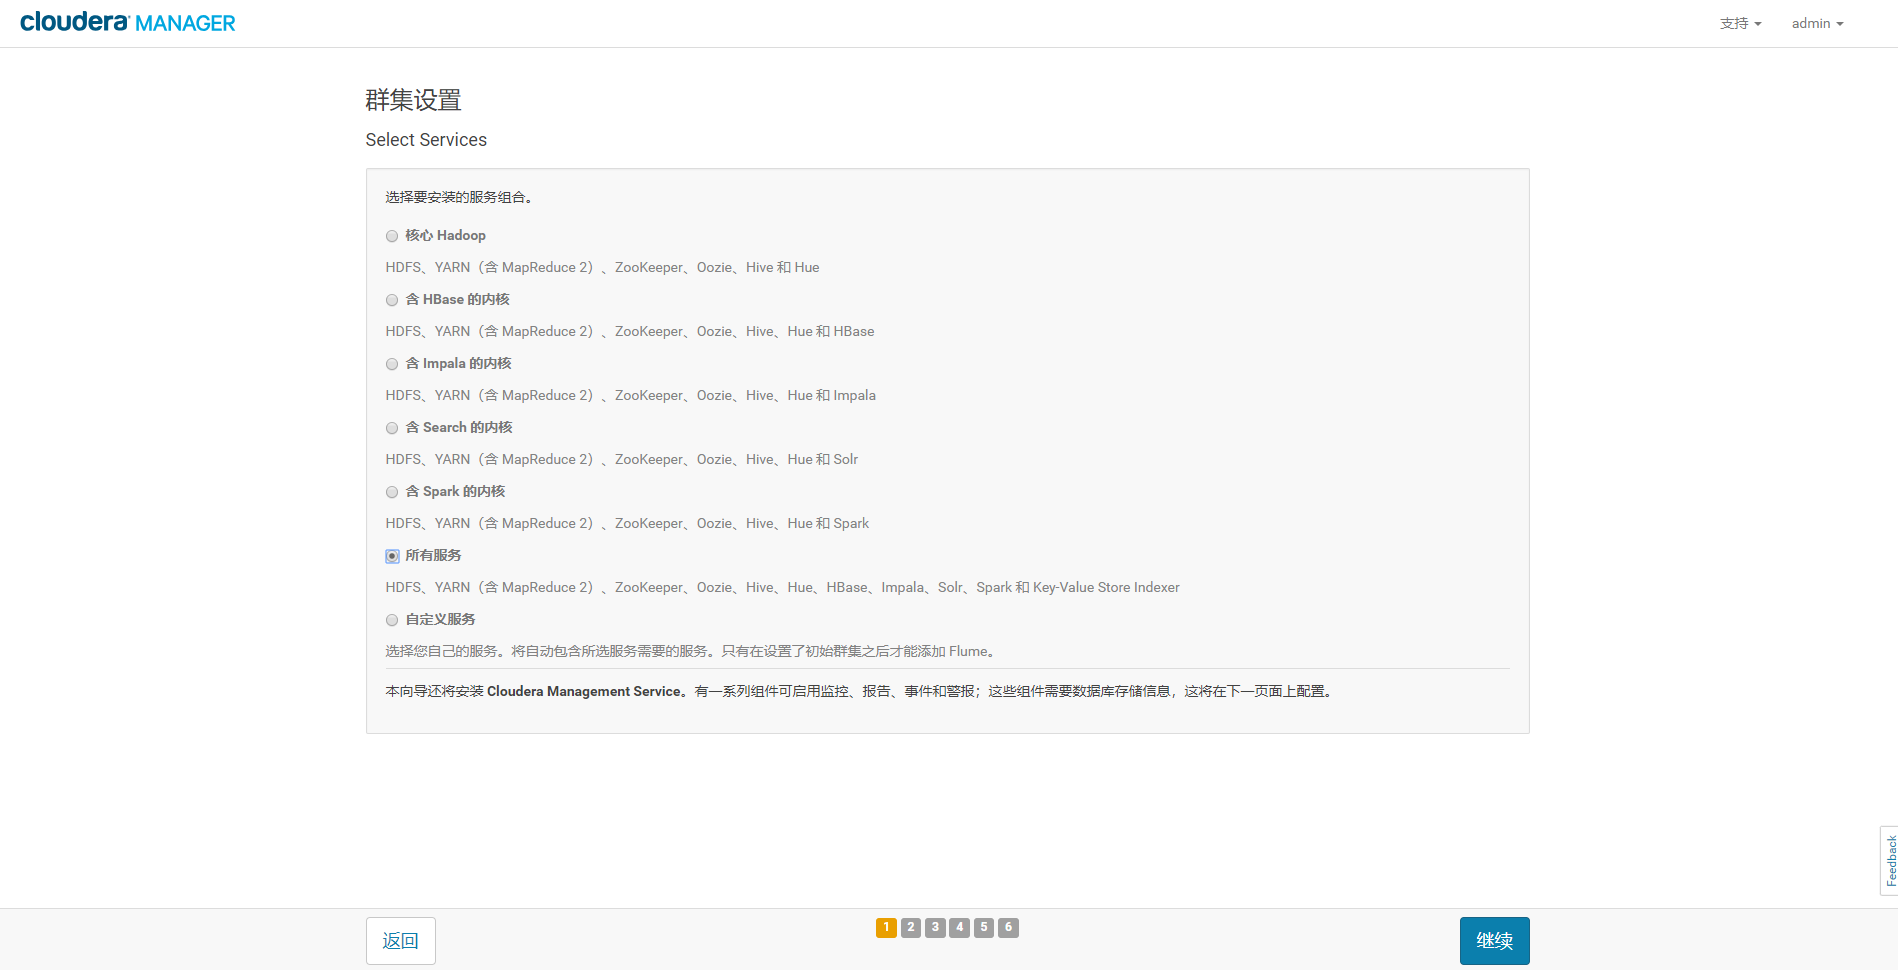 cloudera MANAGER
支持 admin
群集设置
Select Services
选择要安装的服务组合。
核心 Hadoop
HDFS、YARN（含 MapReduce 2）、ZooKeeper、Oozie、Hive 和 Hue
含 HBase 的内核
HDFS、YARN（含 MapReduce 2）、ZooKeeper、Oozie、Hive、Hue 和 HBase
含 Impala 的内核
HDFS、YARN（含 MapReduce 2）、ZooKeeper、Oozie、Hive、Hue 和 Impala
含 Search 的内核
HDFS、YARN（含 MapReduce 2）、ZooKeeper、Oozie、Hive、Hue 和 Solr
含 Spark 的内核
HDFS、YARN（含 MapReduce 2）、ZooKeeper、Oozie、Hive、Hue 和 Spark
所有服务
HDFS、YARN（含 MapReduce 2）、ZooKeeper、Oozie、Hive、Hue、HBase、Impala、Solr、Spark 和 Key-Value Store Indexer
自定义服务
选择您自己的服务。将自动包含所选服务需要的服务。只有在设置了初始群集之后才能添加 Flume。
本向导还将安装 Cloudera Management Service。有一系列组件可启用监控、报告、事件和警报；这些组件需要数据库存储信息，这将在下一页面上配置。
Feedback
返回 1 2 3 4 5 6 继续